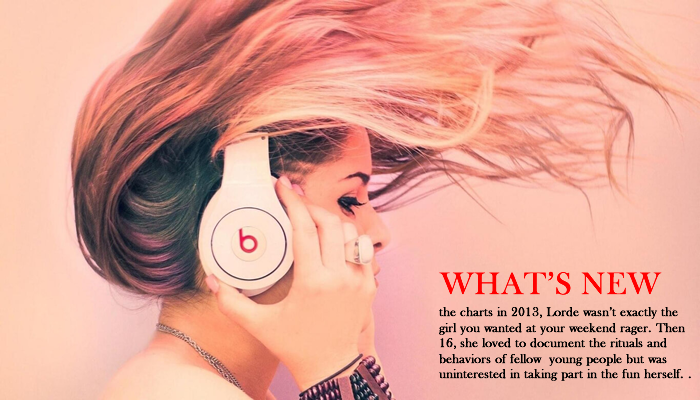 b
WHAT'S NEW
the charts in 2013, Lorde wasn't exactly the
girl you wanted at your weekend rager. Then
16, she loved to document the rituals and
behaviors of fellow  young people but was
uninterested in taking part in the fun herself. .